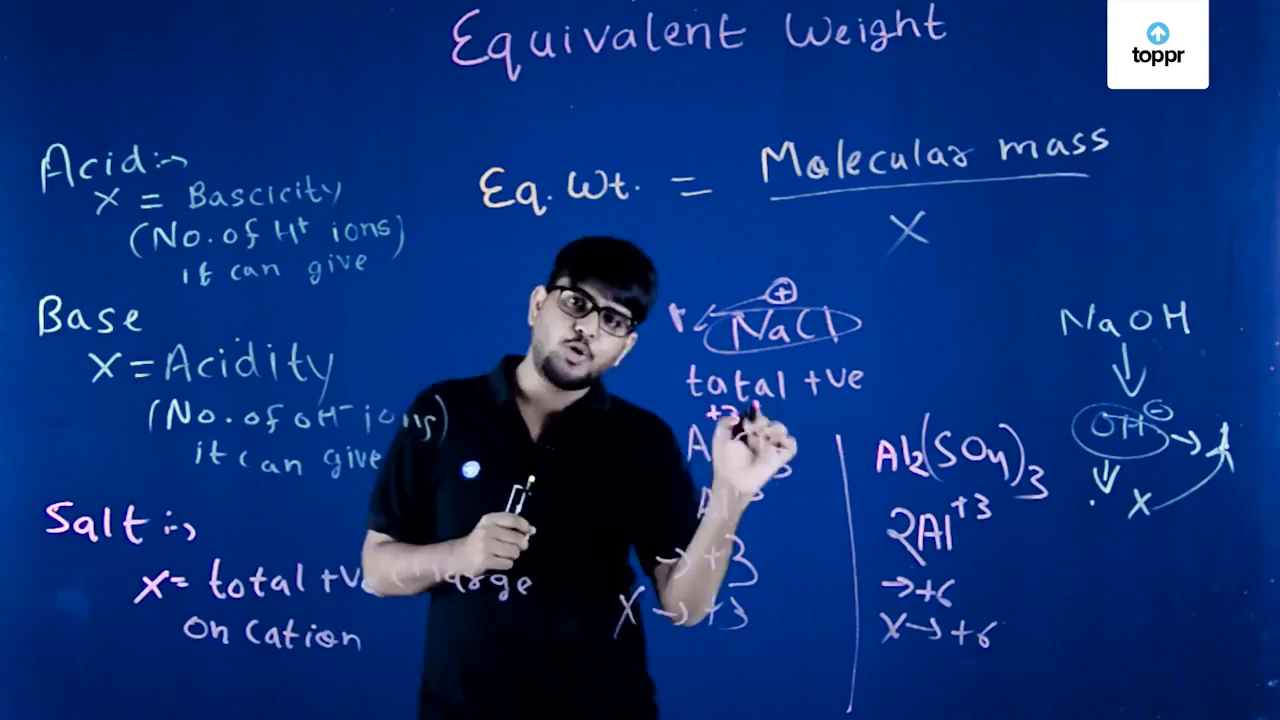 Equivalent Weight
toppr
Acid:→
X = Bascicity
(No. of H+ ions)
it can give
Eq. Wt. = Molecular mass
X
Base
X = Acidity
(No. of OH- ions)
it can give
Salt :→
X = total +ve
on Cation
+
NaCl
total +ve
→ +3
X → +3
Al2(SO4)3
2Al+3
→ +6
X → +6
NaOH
OH-
X